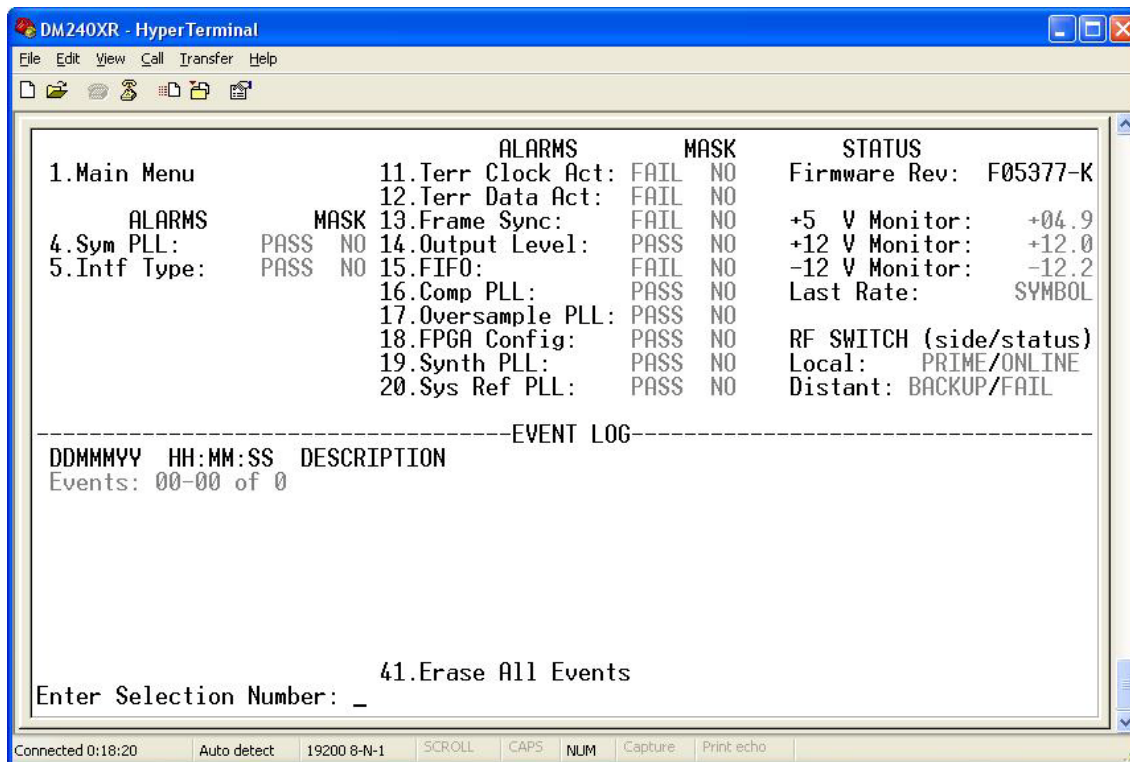 DM240XR - HyperTerminal
File Edit View Call Transfer Help
ALARMS MASK STATUS
1.Main Menu 11.Terr Clock Act: FAIL NO Firmware Rev: F05377-K
12.Terr Data Act: FAIL NO
ALARMS MASK 13.Frame Sync: FAIL NO +5 V Monitor: +04.9
4.Sym PLL: PASS NO 14.Output Level: PASS NO +12 V Monitor: +12.0
5.Intf Type: PASS NO 15.FIFO: FAIL NO -12 V Monitor: -12.2
16.Comp PLL: PASS NO Last Rate: SYMBOL
17.Oversample PLL: PASS NO
18.FPGA Config: PASS NO RF SWITCH (side/status)
19.Synth PLL: PASS NO Local: PRIME/ONLINE
20.Sys Ref PLL: PASS NO Distant: BACKUP/FAIL
------------------------------------EVENT LOG-----------------------------------
DDMMMYY HH:MM:SS DESCRIPTION
Events: 00-00 of 0
41.Erase All Events
Enter Selection Number: _
Connected 0:18:20 Auto detect 19200 8-N-1 SCROLL CAPS NUM Capture Print echo